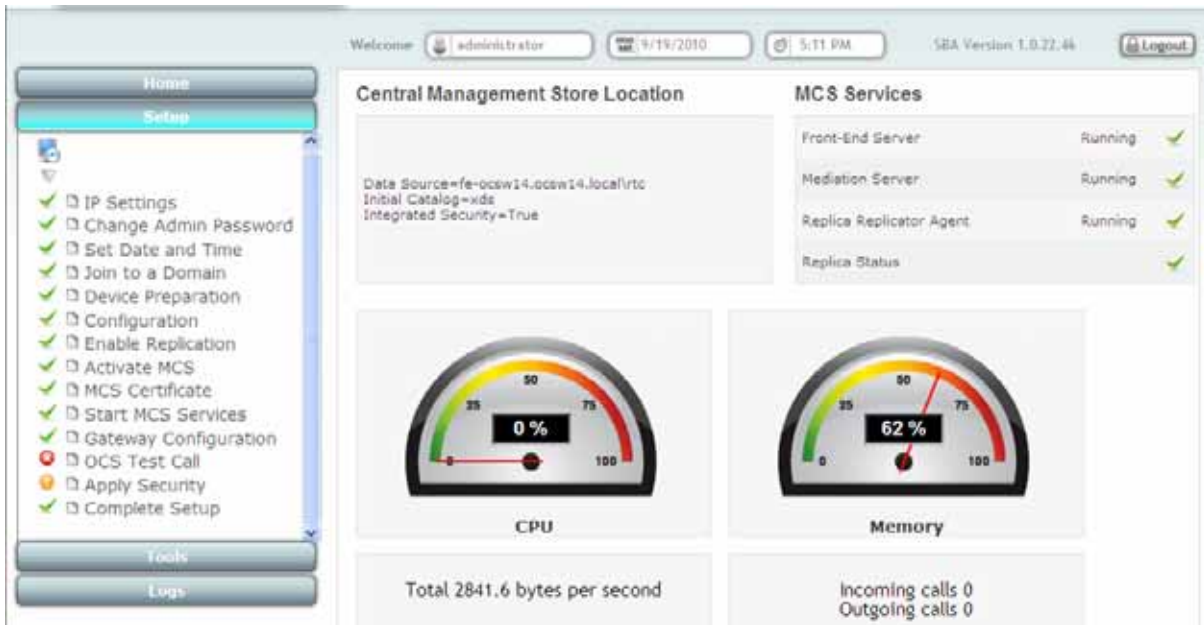 Welcome administrator 9/19/2010 5:11 PM SBA Version 1.0.22.46 Logout
Home
Setup
IP Settings
Change Admin Password
Set Date and Time
Join to a Domain
Device Preparation
Configuration
Enable Replication
Activate MCS
MCS Certificate
Start MCS Services
Gateway Configuration
OCS Test Call
Apply Security
Complete Setup
Tools
Logs
Central Management Store Location
Data Source=fe-ocsw14.ocsw14.local\rtc
Initial Catalog=xds
Integrated Security=True
MCS Services
Front-End Server Running
Mediation Server Running
Replica Replicator Agent Running
Replica Status
0 25 50 75 100
0 %
CPU
0 25 50 75 100
62 %
Memory
Total 2841.6 bytes per second
Incoming calls 0
Outgoing calls 0